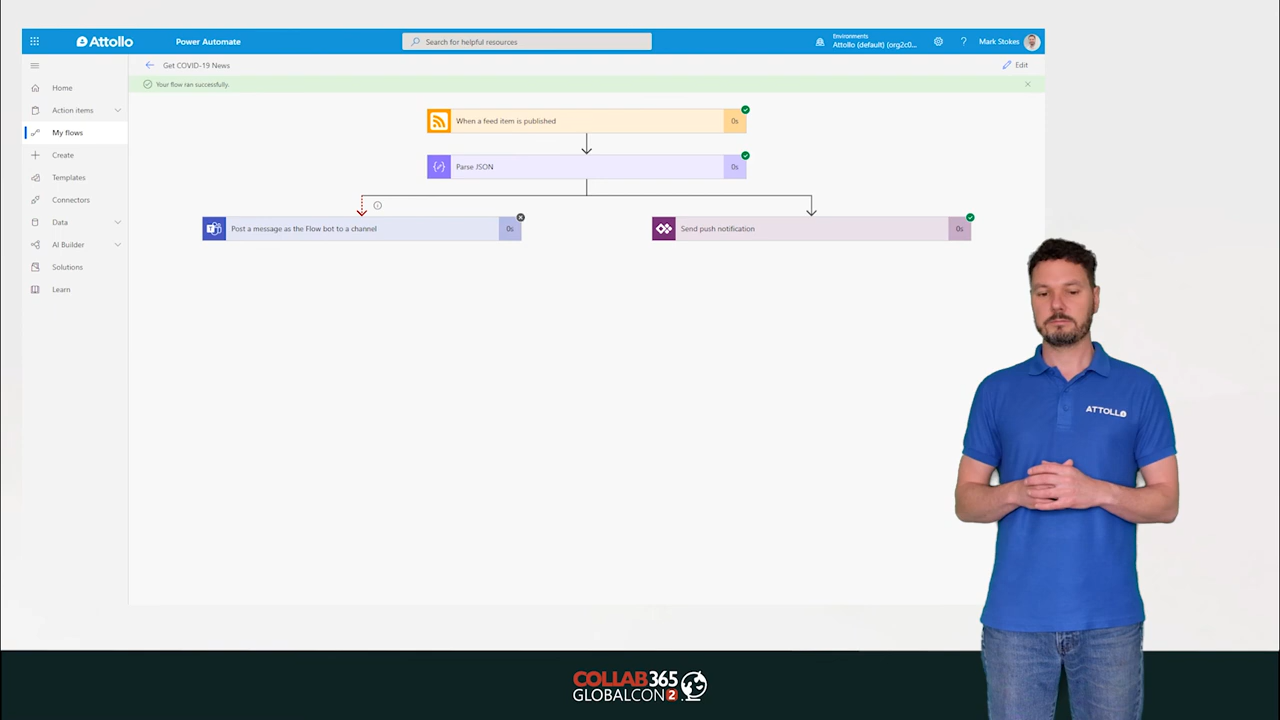 Attollo
Power Automate
Search for helpful resources
Environments
Attollo (default) (org2c0...
?
Mark Stokes
Get COVID-19 News
Edit
Your flow ran successfully.
Home
Action items
My flows
Create
Templates
Connectors
Data
AI Builder
Solutions
Learn
When a feed item is published
0s
Parse JSON
0s
Post a message as the Flow bot to a channel
0s
Send push notification
0s
ATTOLLO
COLLAB365
GLOBALCON2